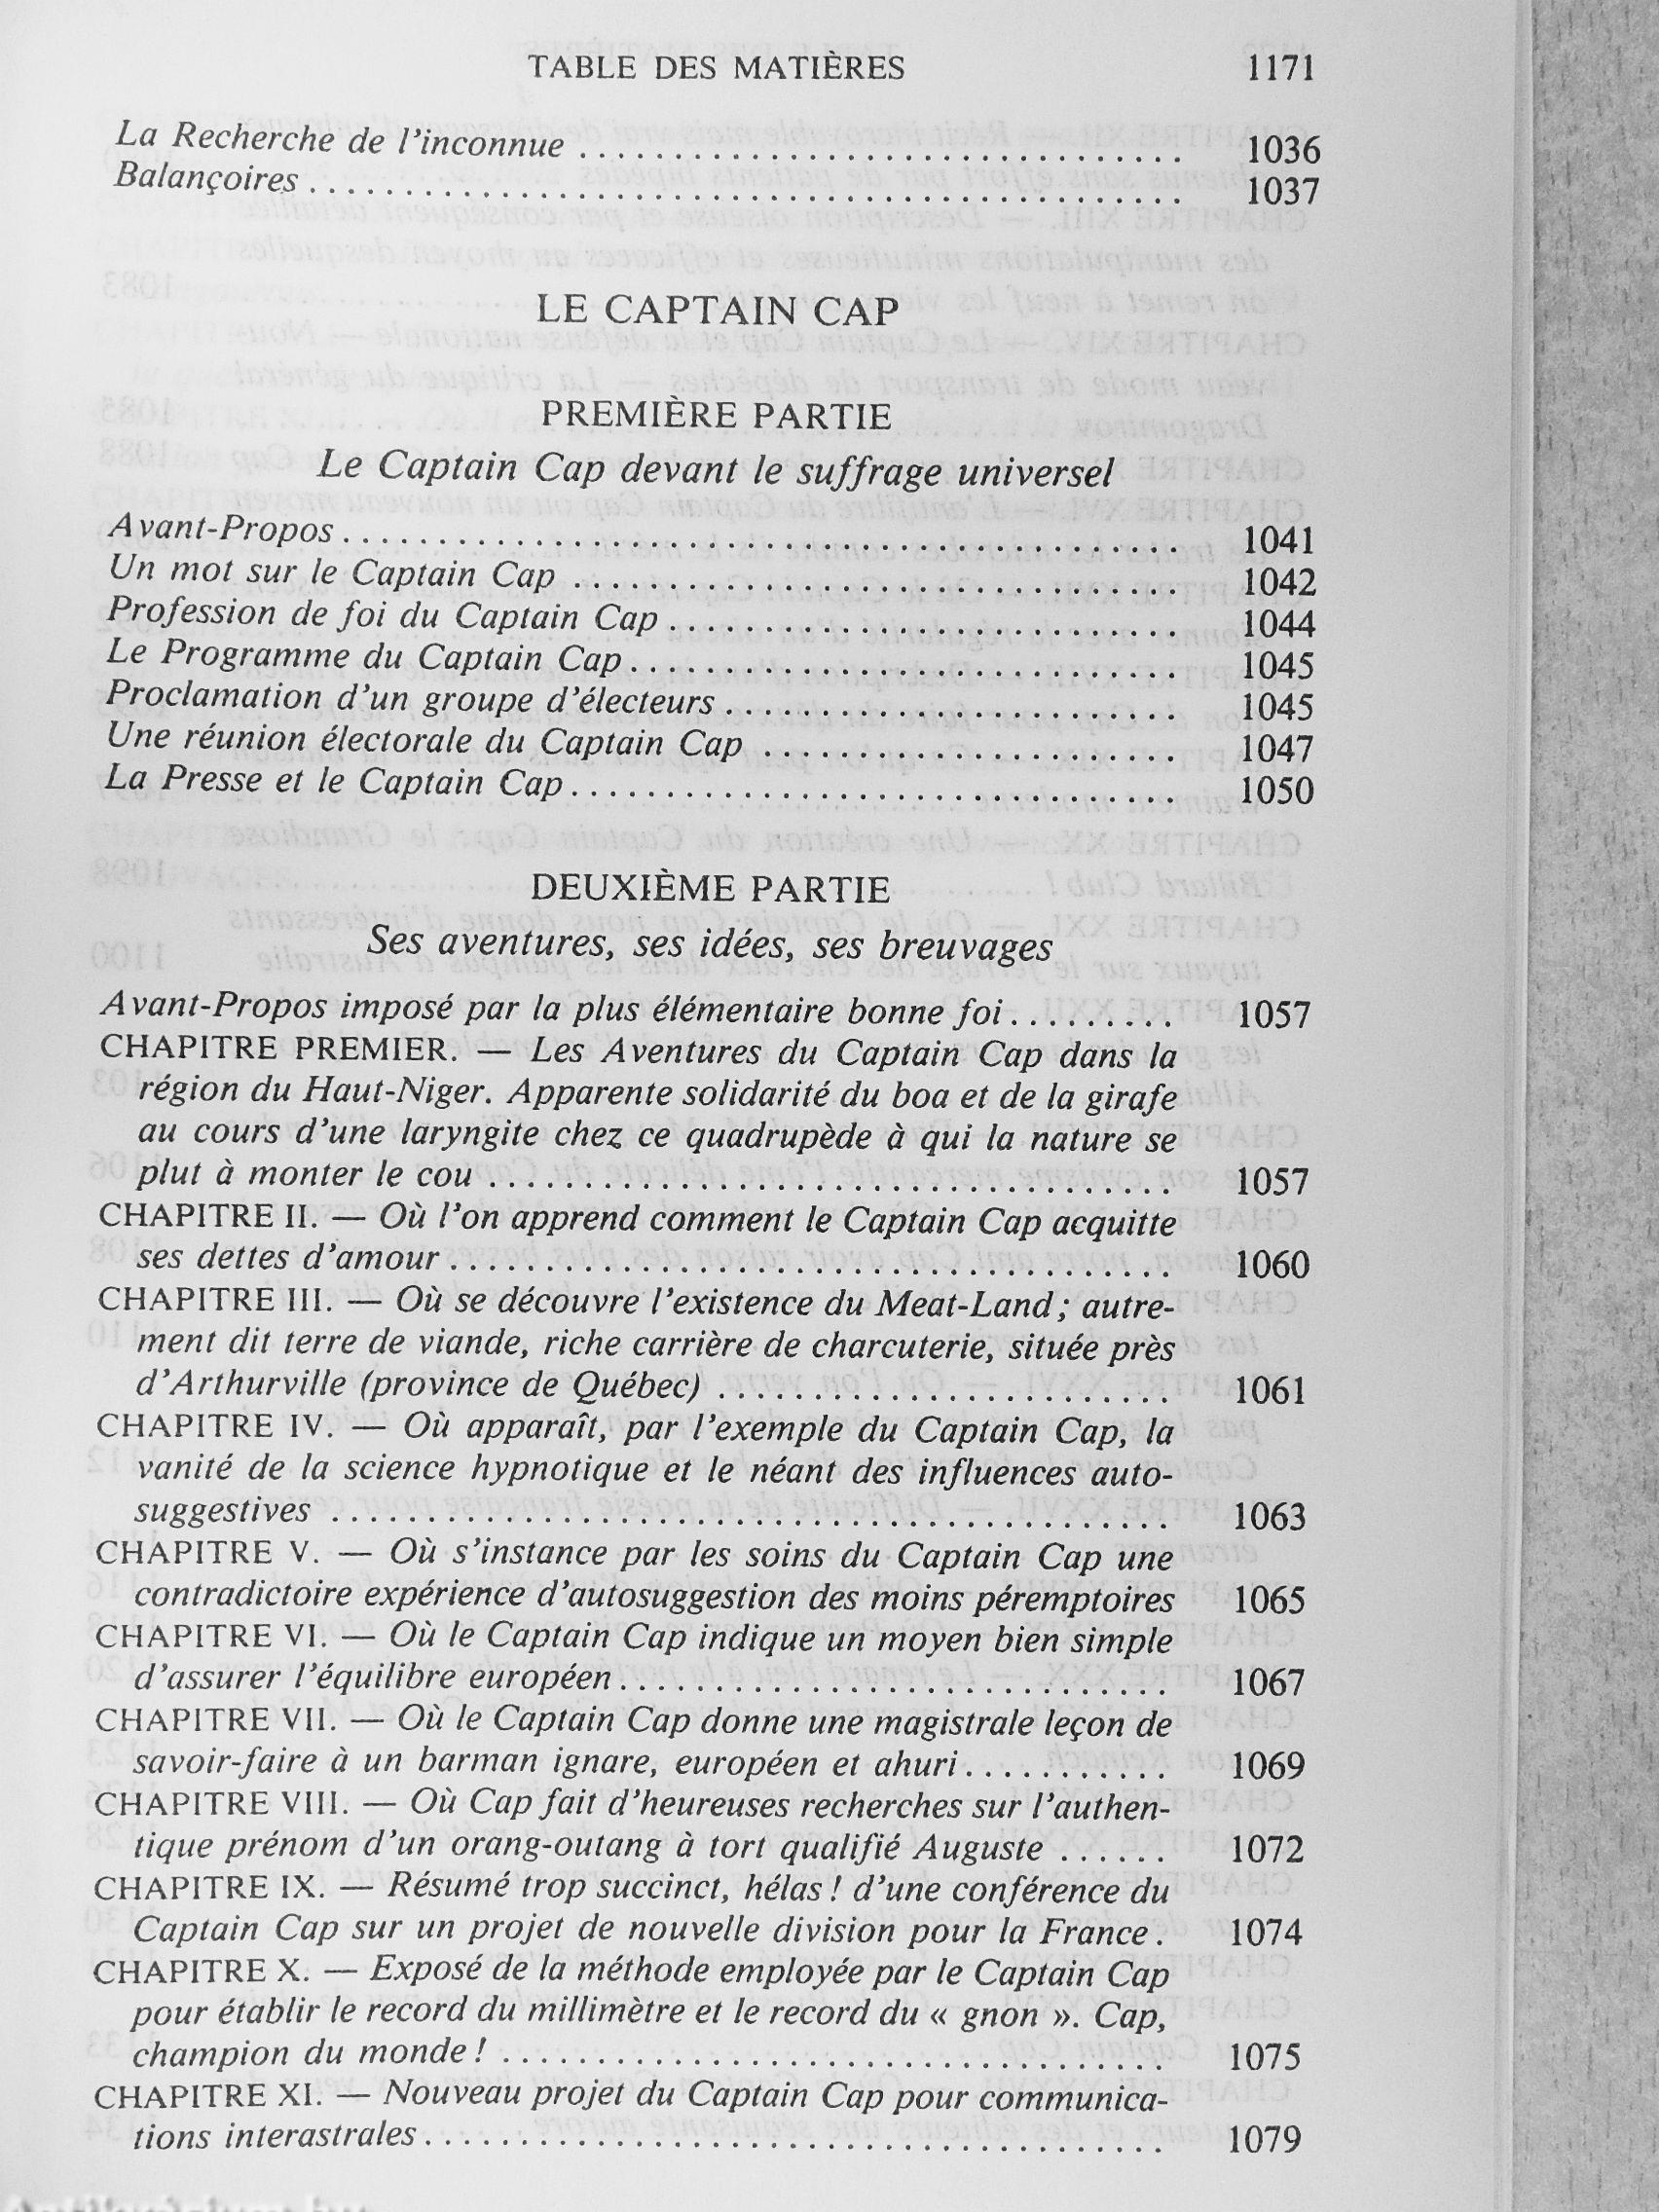 TABLE DES MATIÈRES 1171
La Recherche de l'inconnue ................................ 1036
Balançoires .............................................. 1037
LE CAPTAIN CAP
PREMIÈRE PARTIE
Le Captain Cap devant le suffrage universel
Avant-Propos ............................................ 1041
Un mot sur le Captain Cap ................................ 1042
Profession de foi du Captain Cap ........................... 1044
Le Programme du Captain Cap ............................. 1045
Proclamation d'un groupe d'électeurs ........................ 1045
Une réunion électorale du Captain Cap ...................... 1047
La Presse et le Captain Cap ................................ 1050
DEUXIÈME PARTIE
Ses aventures, ses idées, ses breuvages
Avant-Propos imposé par la plus élémentaire bonne foi ......... 1057
CHAPITRE PREMIER. — Les Aventures du Captain Cap dans la
région du Haut-Niger. Apparente solidarité du boa et de la girafe
au cours d'une laryngite chez ce quadrupède à qui la nature se
plut à monter le cou .................................... 1057
CHAPITRE II. — Où l'on apprend comment le Captain Cap acquitte
ses dettes d'amour ...................................... 1060
CHAPITRE III. — Où se découvre l'existence du Meat-Land ; autre-
ment dit terre de viande, riche carrière de charcuterie, située près
d'Arthurville (province de Québec) ........................ 1061
CHAPITRE IV. — Où apparaît, par l'exemple du Captain Cap, la
vanité de la science hypnotique et le néant des influences auto-
suggestives ............................................ 1063
CHAPITRE V. — Où s'instance par les soins du Captain Cap une
contradictoire expérience d'autosuggestion des moins péremptoires 1065
CHAPITRE VI. — Où le Captain Cap indique un moyen bien simple
d'assurer l'équilibre européen ............................. 1067
CHAPITRE VII. — Où le Captain Cap donne une magistrale leçon de
savoir-faire à un barman ignare, européen et ahuri ........... 1069
CHAPITRE VIII. — Où Cap fait d'heureuses recherches sur l'authen-
tique prénom d'un orang-outang à tort qualifié Auguste ...... 1072
CHAPITRE IX. — Résumé trop succinct, hélas ! d'une conférence du
Captain Cap sur un projet de nouvelle division pour la France . 1074
CHAPITRE X. — Exposé de la méthode employée par le Captain Cap
pour établir le record du millimètre et le record du « gnon ». Cap,
champion du monde ! ................................... 1075
CHAPITRE XI. — Nouveau projet du Captain Cap pour communica-
tions interastrales ....................................... 1079